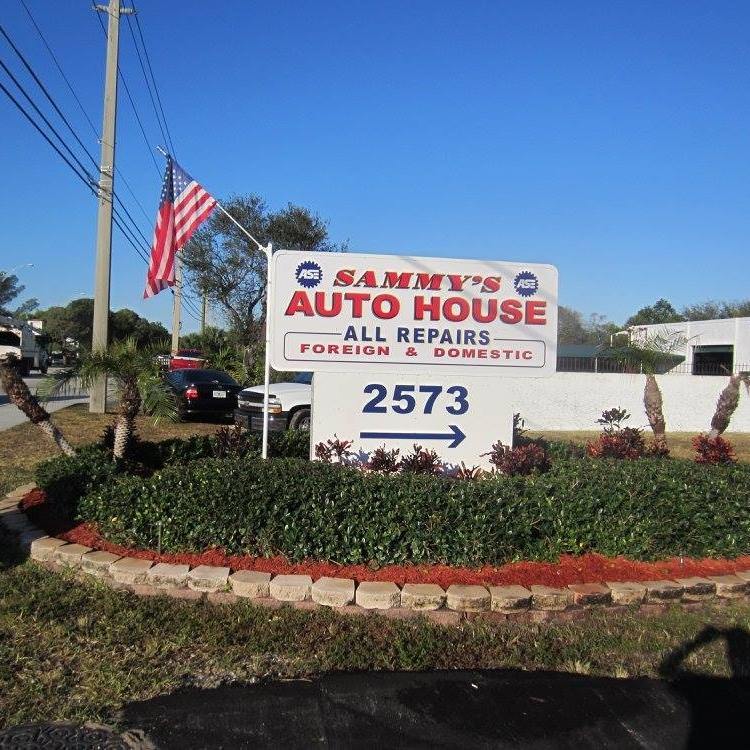 ASE SAMMY'S ASE
AUTO HOUSE
ALL REPAIRS
FOREIGN & DOMESTIC
2573